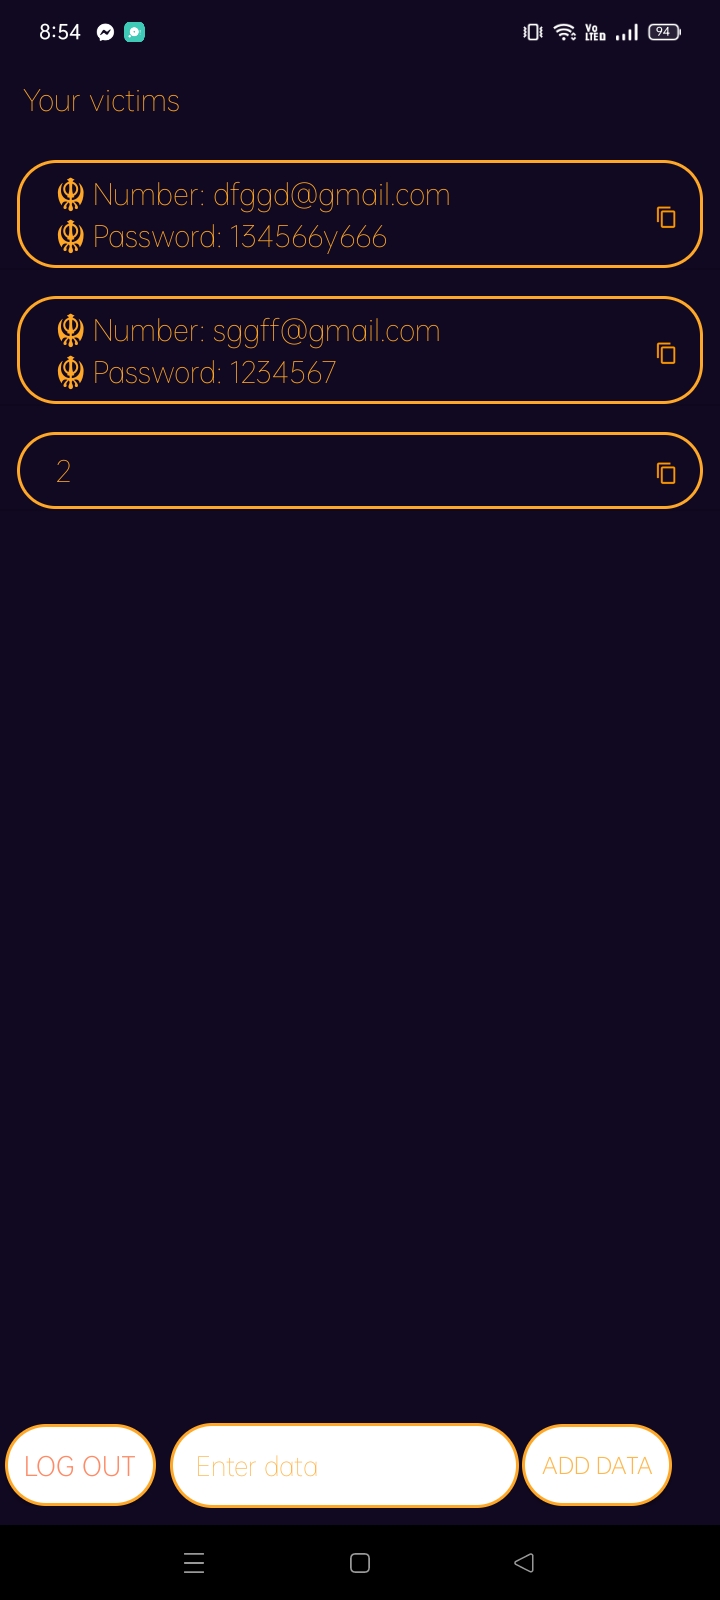 8:54
Vo LTED
94
Your victims
Number: dfggd@gmail.com
Password: 134566y666
Number: sggff@gmail.com
Password: 1234567
2
LOG OUT
Enter data
ADD DATA